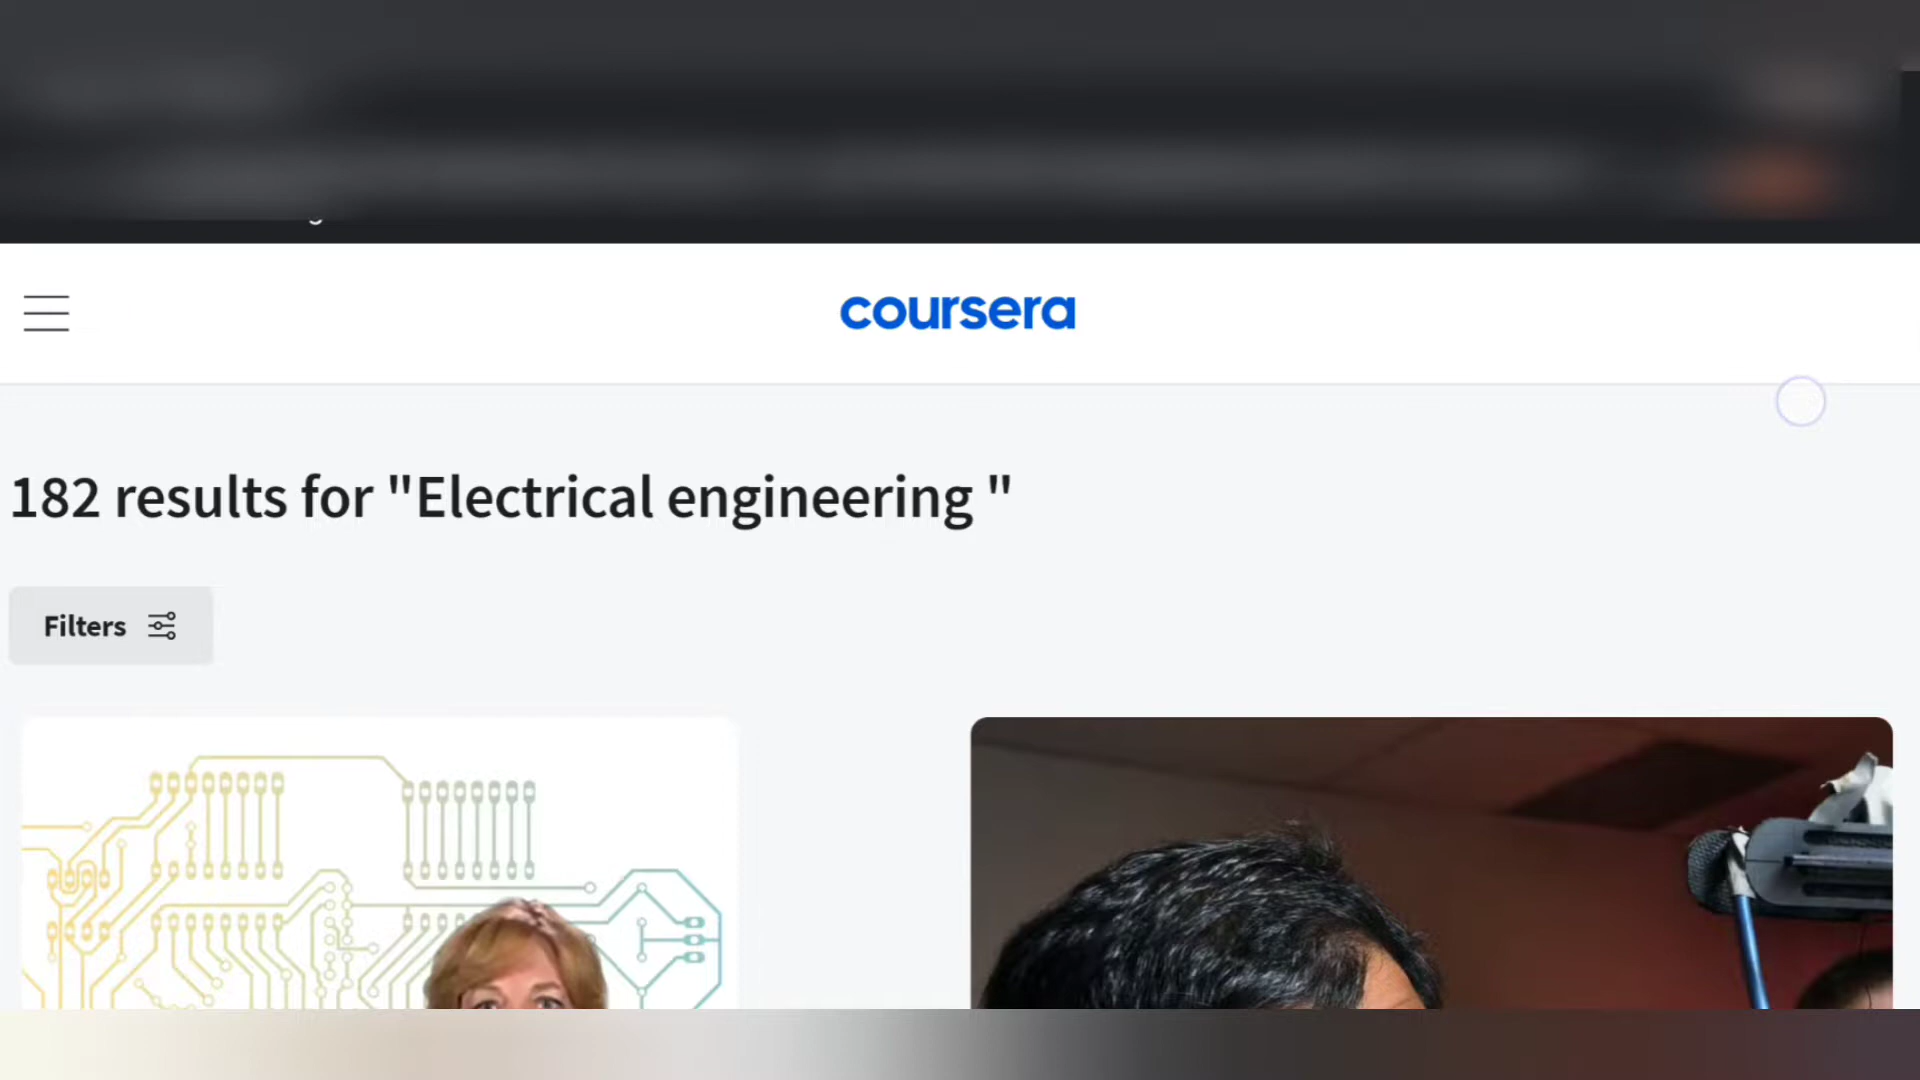 coursera
182 results for "Electrical engineering "
Filters